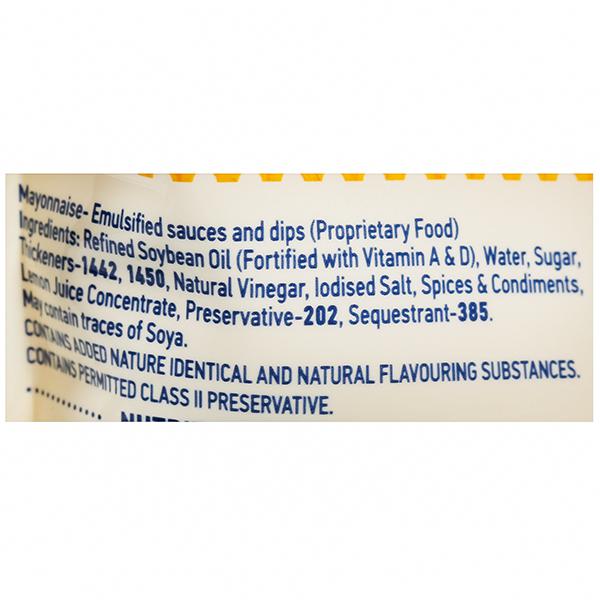 Mayonnaise- Emulsified sauces and dips (Proprietary Food)
Ingredients: Refined Soybean Oil (Fortified with Vitamin A & D), Water, Sugar,
Thickeners-1442, 1450, Natural Vinegar, Iodised Salt, Spices & Condiments,
Lemon Juice Concentrate, Preservative-202, Sequestrant-385.
May contain traces of Soya.
CONTAINS ADDED NATURE IDENTICAL AND NATURAL FLAVOURING SUBSTANCES.
CONTAINS PERMITTED CLASS II PRESERVATIVE.